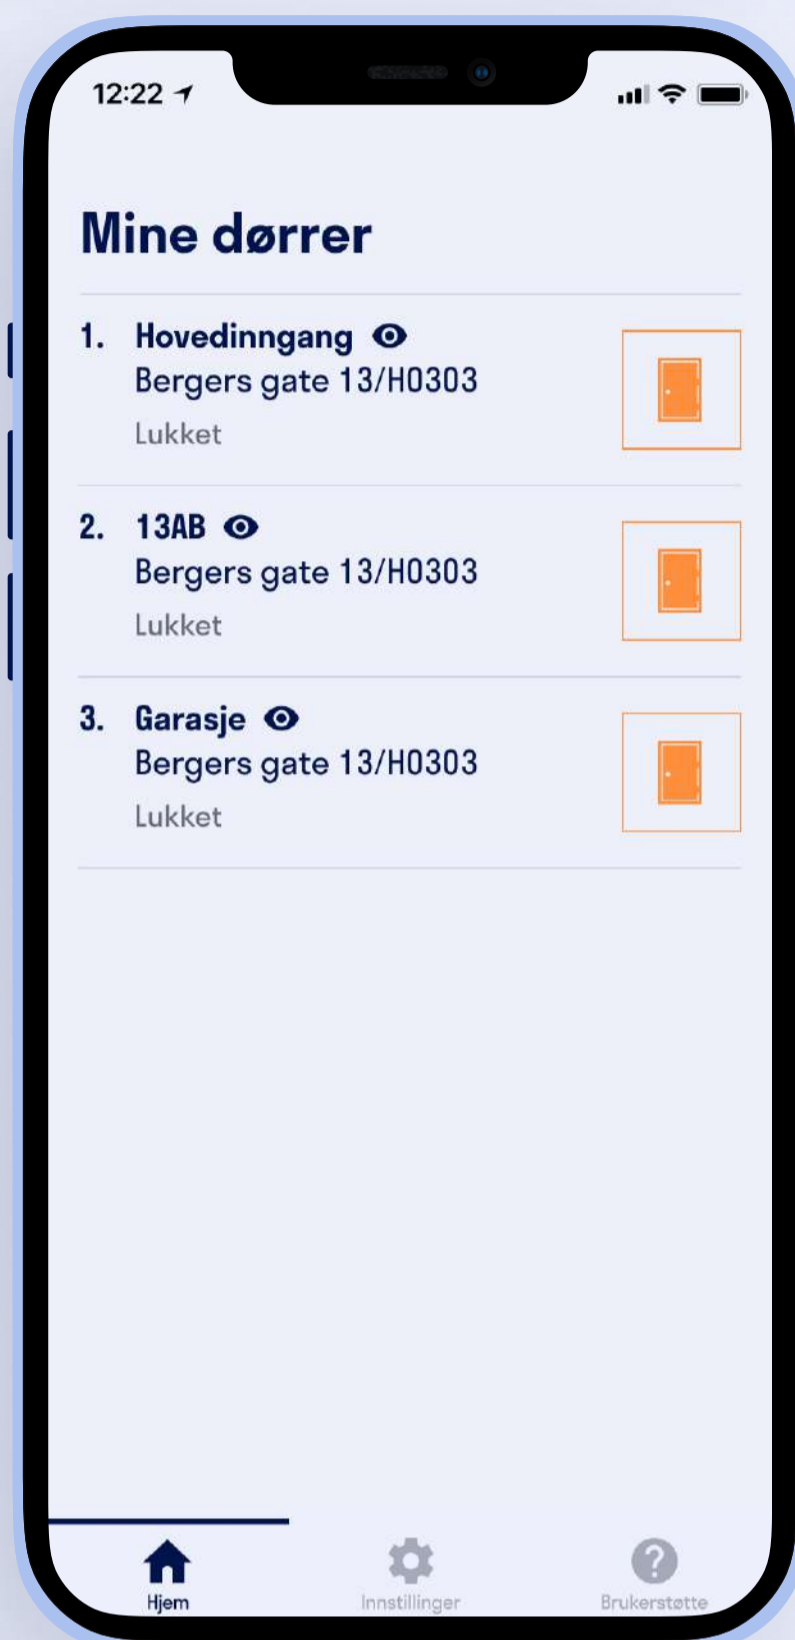 12:22
Mine dørrer
1. Hovedinngang
Bergers gate 13/H0303
Lukket
2. 13AB
Bergers gate 13/H0303
Lukket
3. Garasje
Bergers gate 13/H0303
Lukket
Hjem Innstillinger Brukerstøtte